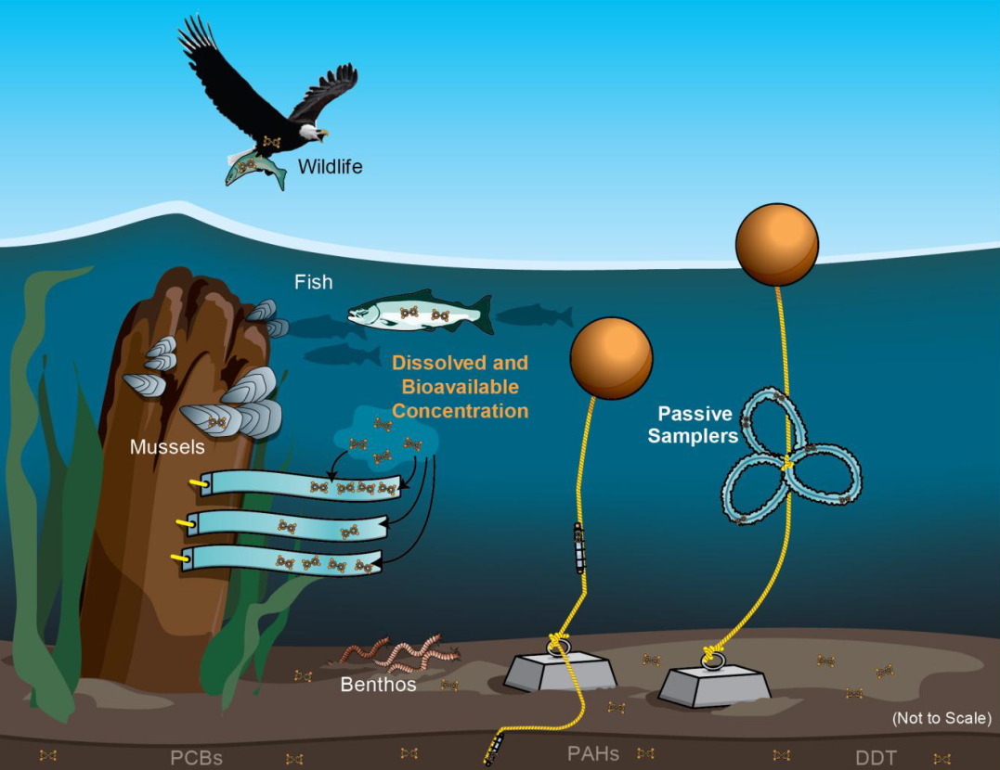 Wildlife
Fish
Dissolved and
Bioavailable
Concentration
Passive
Samplers
Mussels
Benthos
(Not to Scale)
PCBs
PAHs
DDT